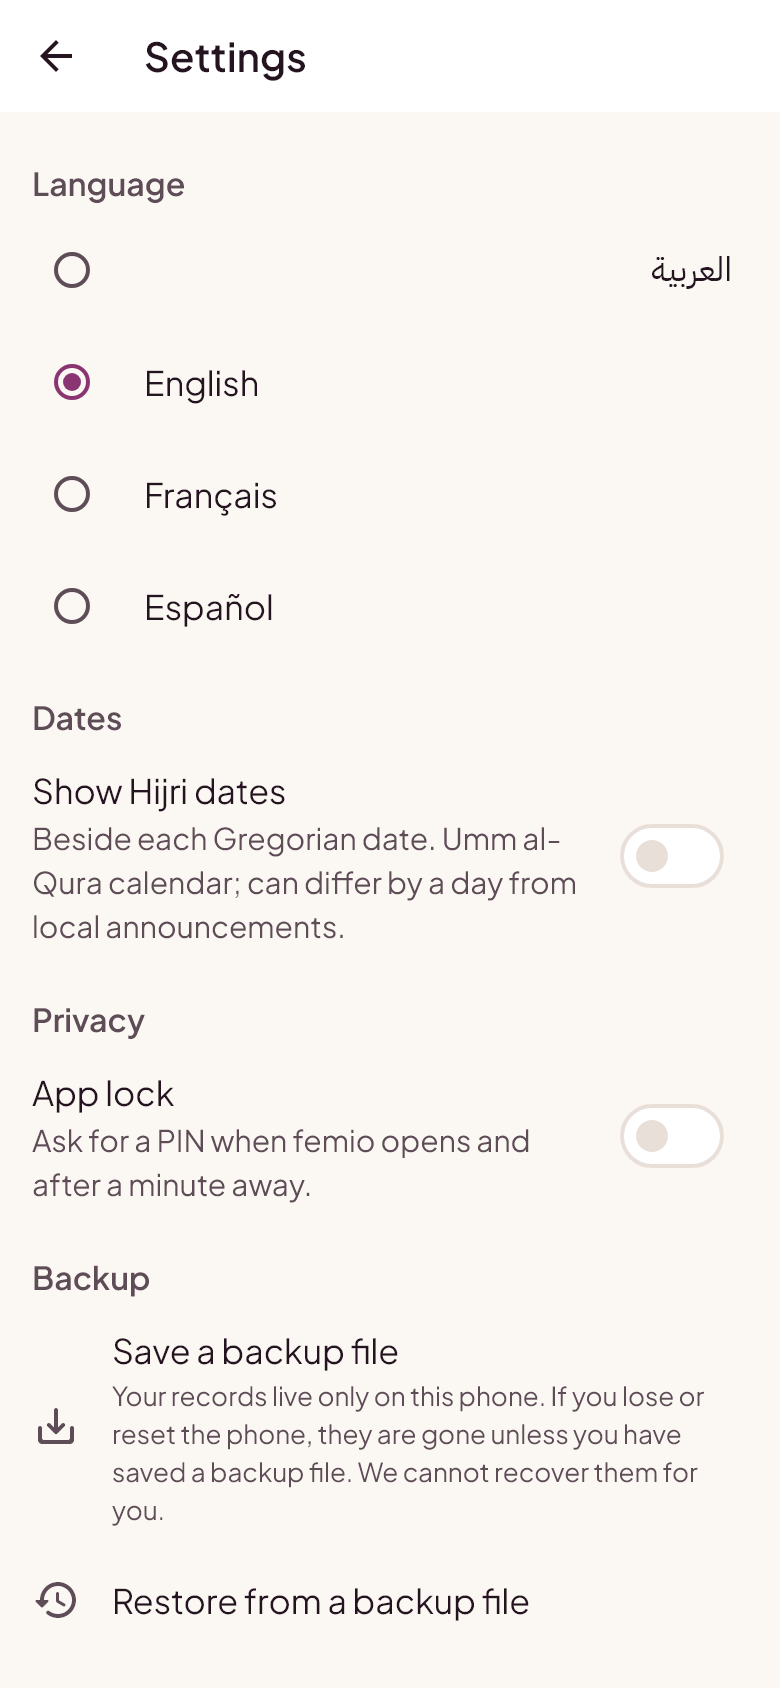 Settings
Language
العربية
English
Français
Español
Dates
Show Hijri dates
Beside each Gregorian date. Umm al-
Qura calendar; can differ by a day from
local announcements.
Privacy
App lock
Ask for a PIN when femio opens and
after a minute away.
Backup
Save a backup file
Your records live only on this phone. If you lose or
reset the phone, they are gone unless you have
saved a backup file. We cannot recover them for
you.
Restore from a backup file